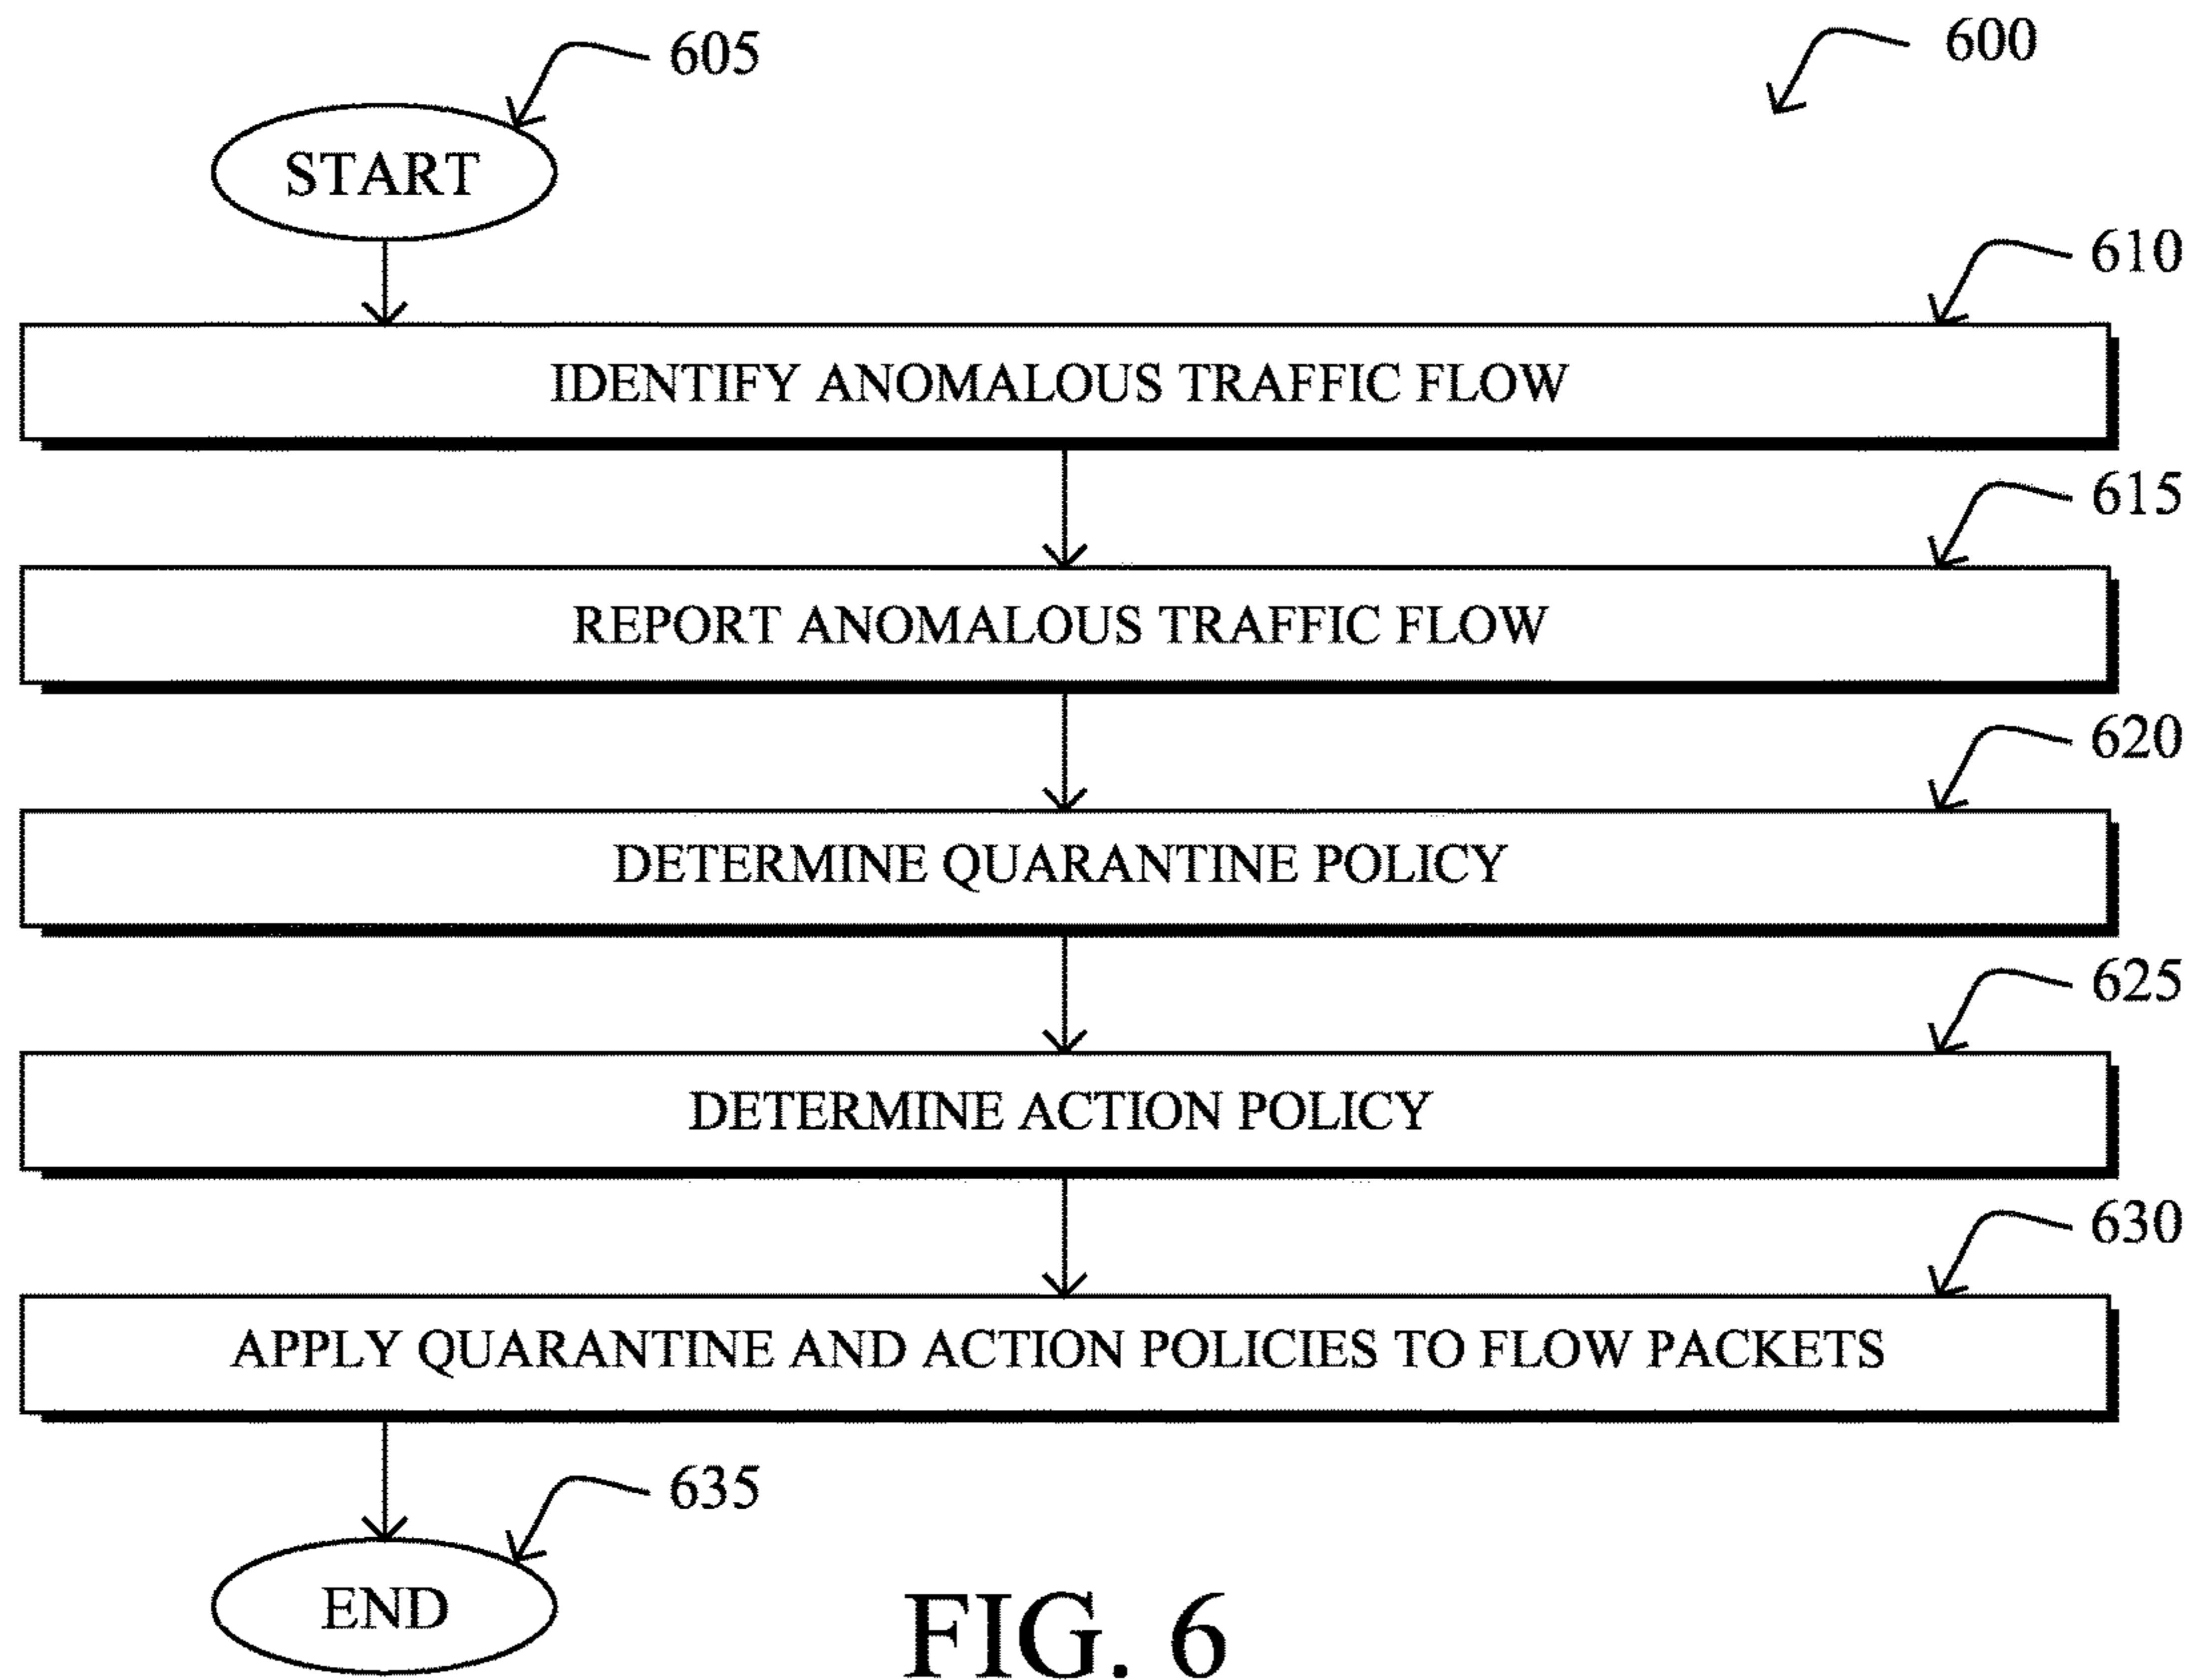 600
605
START
610
IDENTIFY ANOMALOUS TRAFFIC FLOW
615
REPORT ANOMALOUS TRAFFIC FLOW
620
DETERMINE QUARANTINE POLICY
625
DETERMINE ACTION POLICY
630
APPLY QUARANTINE AND ACTION POLICIES TO FLOW PACKETS
635
END
FIG. 6